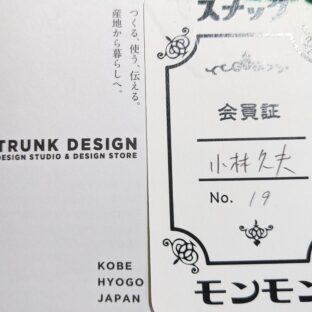 つくる、使う、伝える。
産地から暮らしへ。
TRUNK DESIGN
DESIGN STUDIO & DESIGN STORE
KOBE
HYOGO
JAPAN
スナック
会員証
小林久夫
No. 19
モンモン